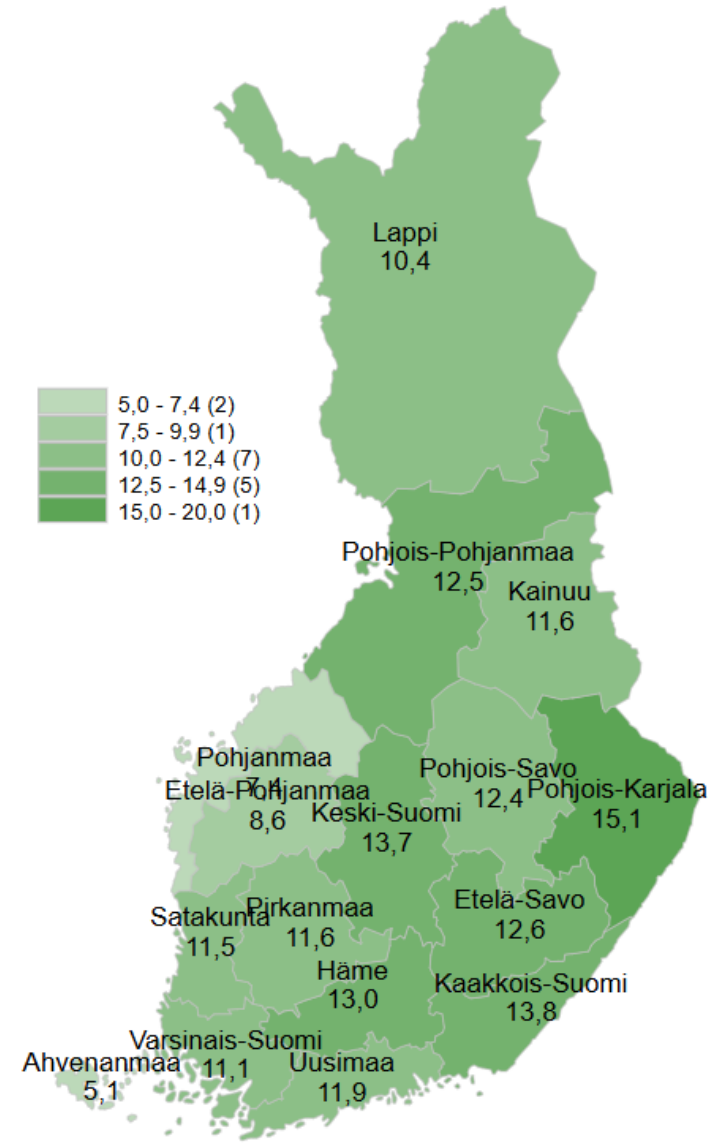 Lappi
10,4
5,0 - 7,4 (2)
7,5 - 9,9 (1)
10,0 - 12,4 (7)
12,5 - 14,9 (5)
15,0 - 20,0 (1)
Pohjois-Pohjanmaa
12,5
Kainuu
11,6
Pohjanmaa
7,4
Etelä-Pohjanmaa
8,6
Keski-Suomi
13,7
Pohjois-Savo
12,4
Pohjois-Karjala
15,1
Satakunta
11,5
Pirkanmaa
11,6
Etelä-Savo
12,6
Häme
13,0
Kaakkois-Suomi
13,8
Ahvenanmaa
5,1
Varsinais-Suomi
11,1
Uusimaa
11,9